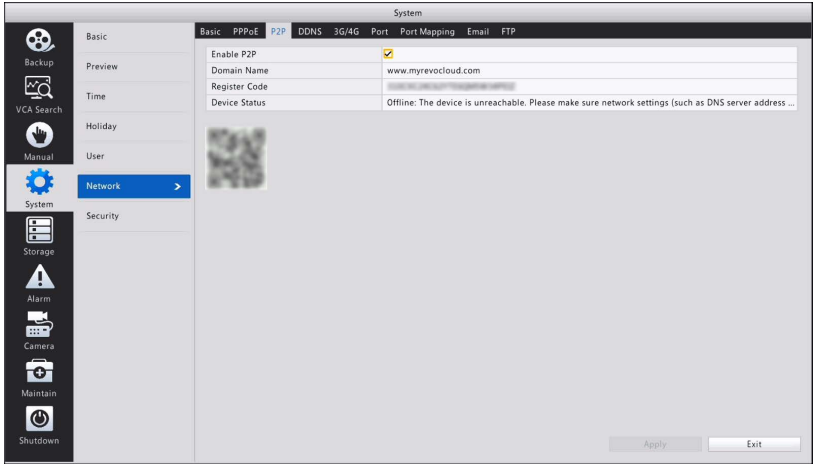 System
Backup
VCA Search
Manual
System
Storage
Alarm
Camera
Maintain
Shutdown
Basic
Preview
Time
Holiday
User
Network >
Security
Basic PPPoE P2P DDNS 3G/4G Port Port Mapping Email FTP
Enable P2P
Domain Name www.myrevocloud.com
Register Code
Device Status Offline: The device is unreachable. Please make sure network settings (such as DNS server address ...
Apply Exit